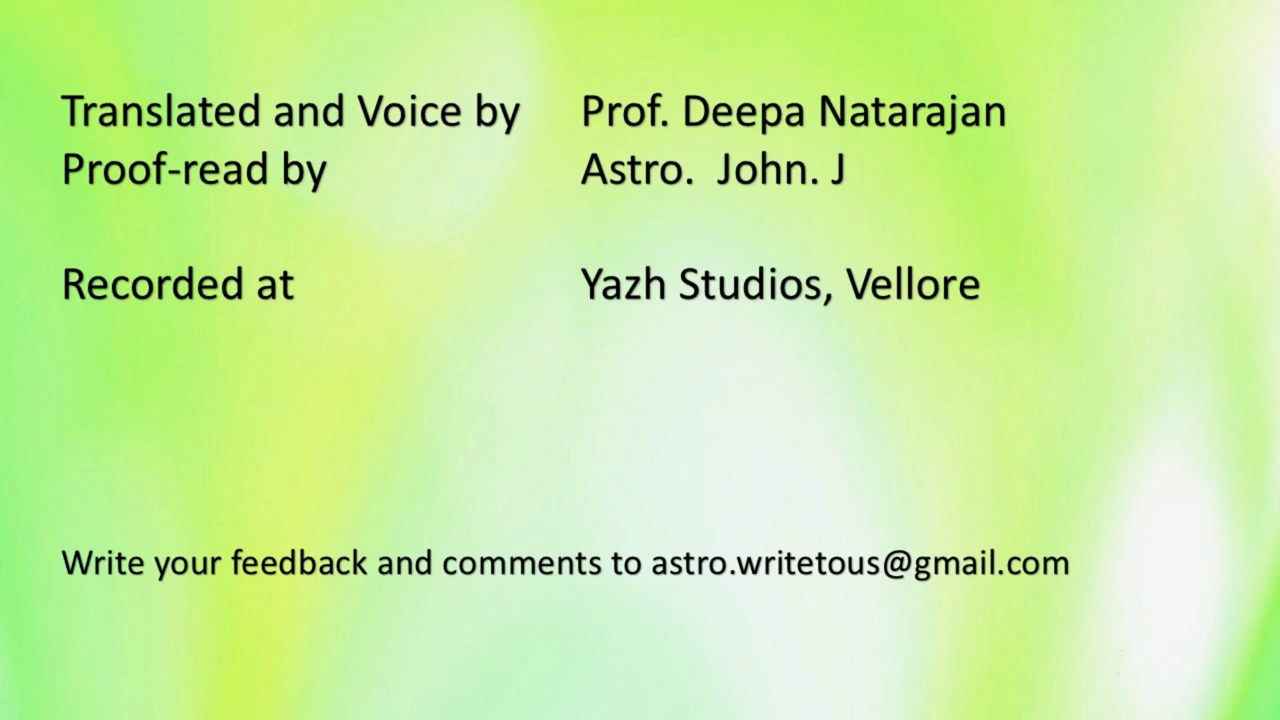 Translated and Voice by Prof. Deepa Natarajan
Proof-read by Astro. John. J
Recorded at Yazh Studios, Vellore
Write your feedback and comments to astro.writetous@gmail.com